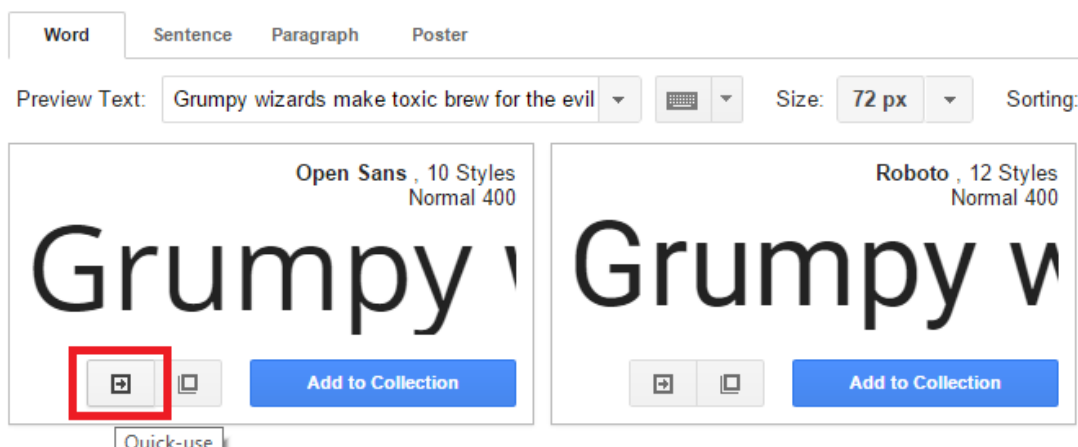 Word Sentence Paragraph Poster
Preview Text: Grumpy wizards make toxic brew for the evil Size: 72 px Sorting:
Open Sans , 10 Styles
Normal 400
Grumpy
Add to Collection
Quick-use
Roboto , 12 Styles
Normal 400
Grumpy w
Add to Collection